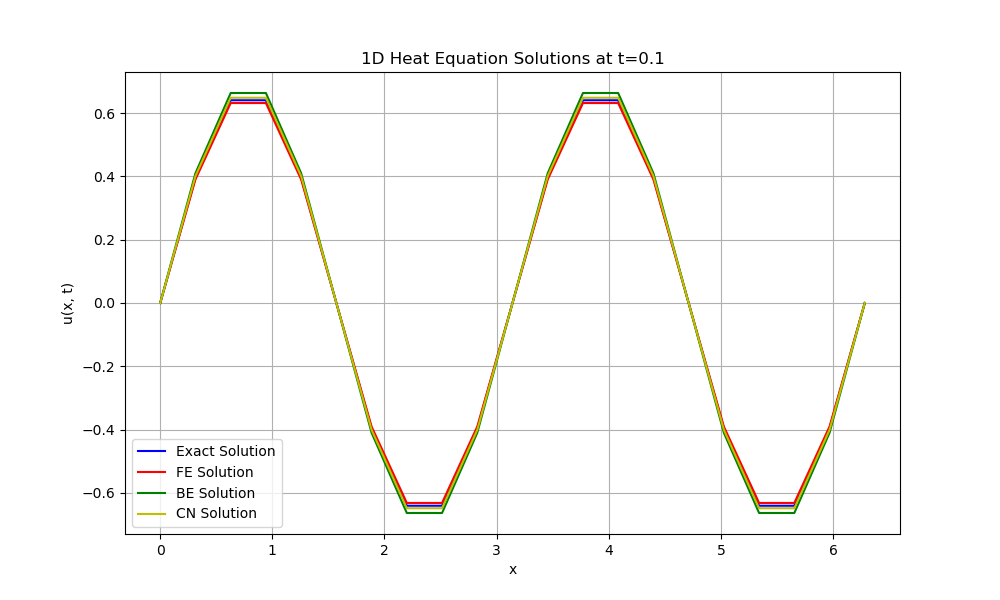 1D Heat Equation Solutions at t=0.1
u(x, t)
0.6
0.4
0.2
0.0
−0.2
−0.4
−0.6
Exact Solution
FE Solution
BE Solution
CN Solution
0 1 2 3 4 5 6
x